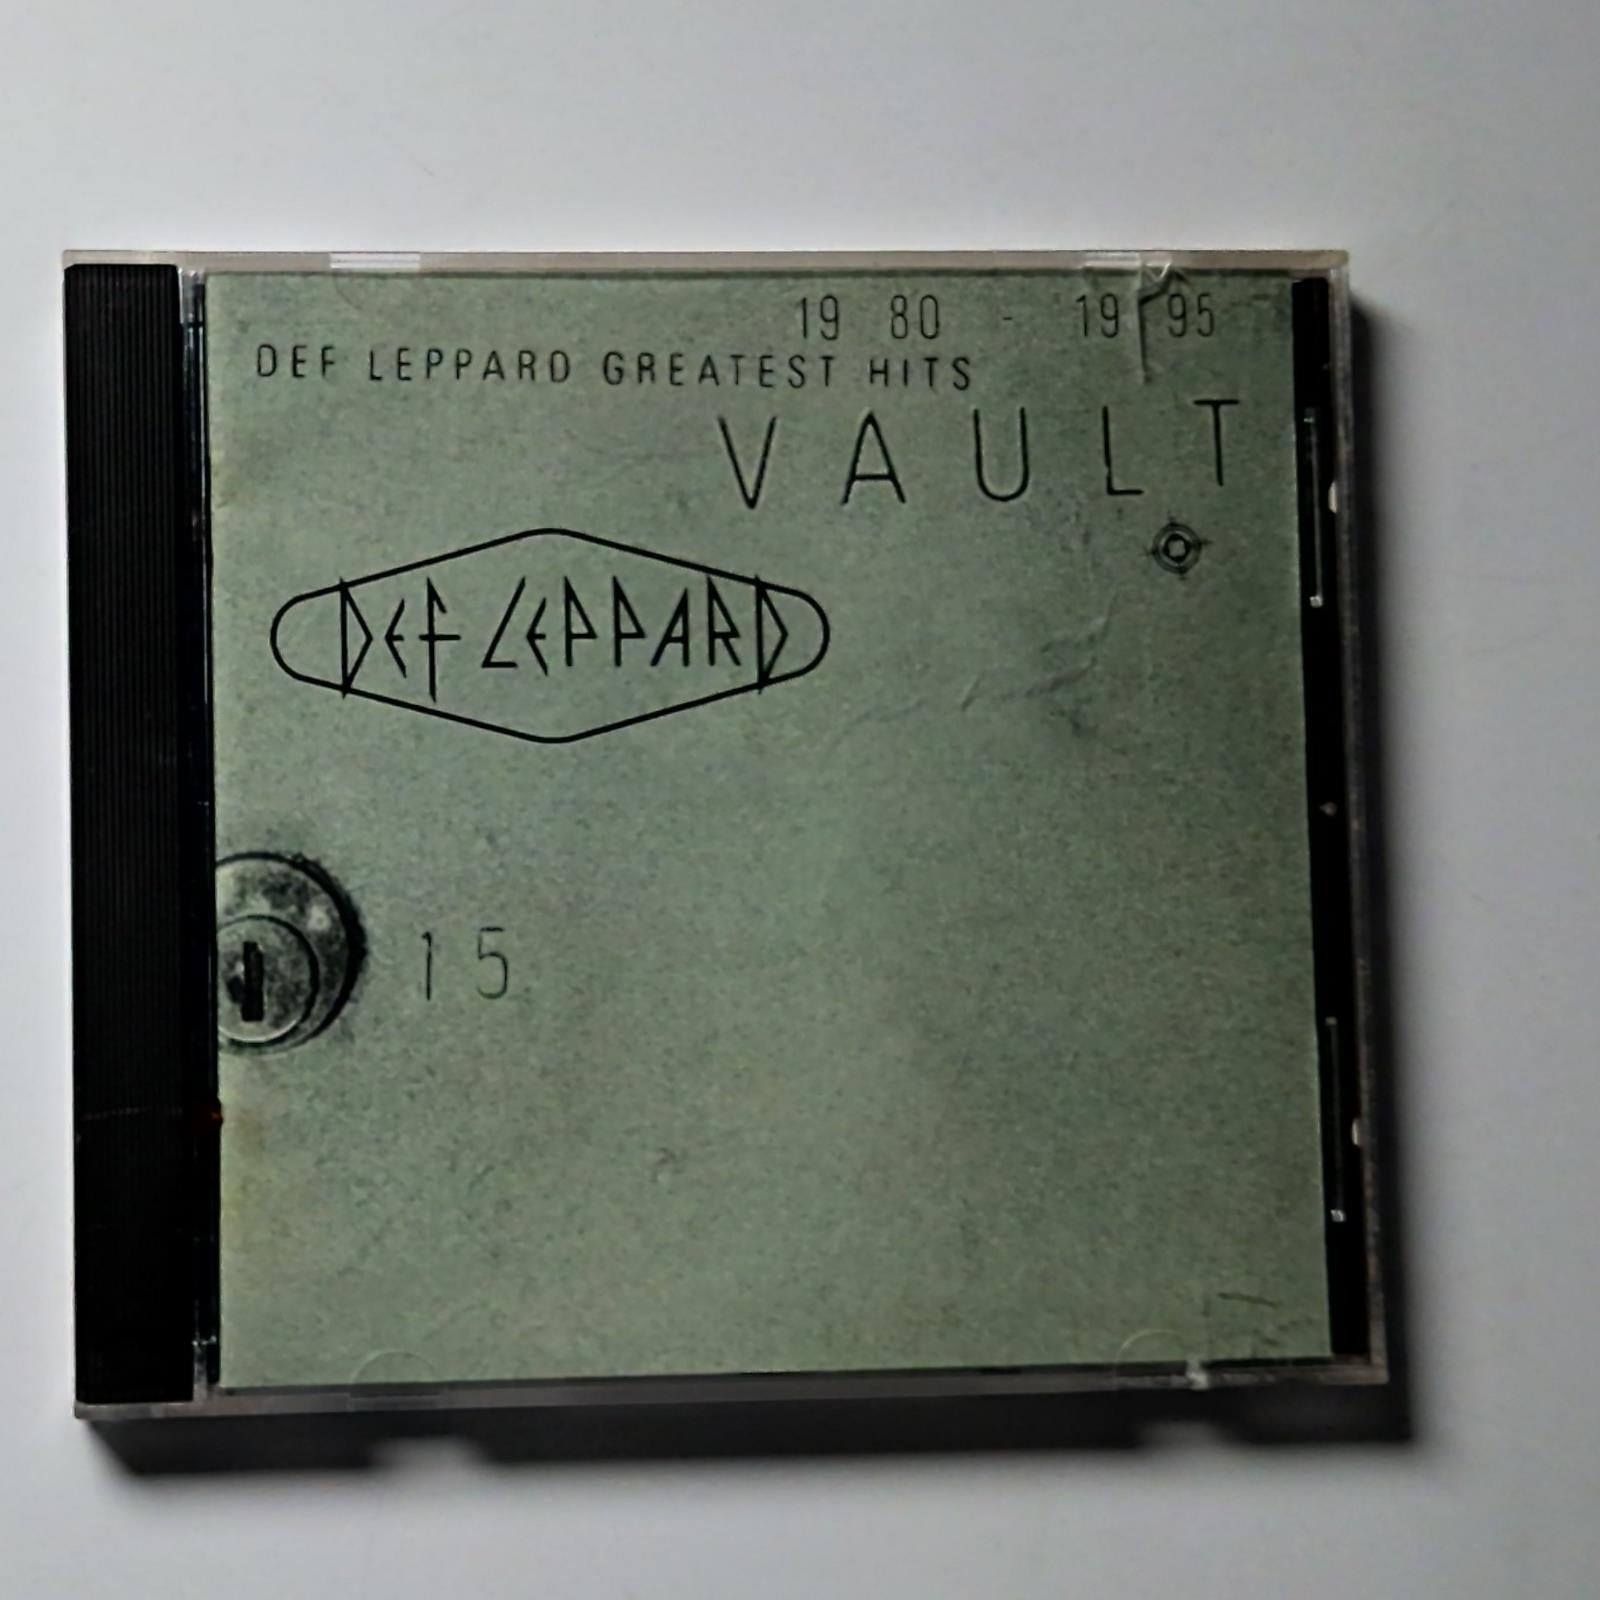 19 80 - 19 95
DEF LEPPARD GREATEST HITS
VAULT
DEF LEPPARD
15